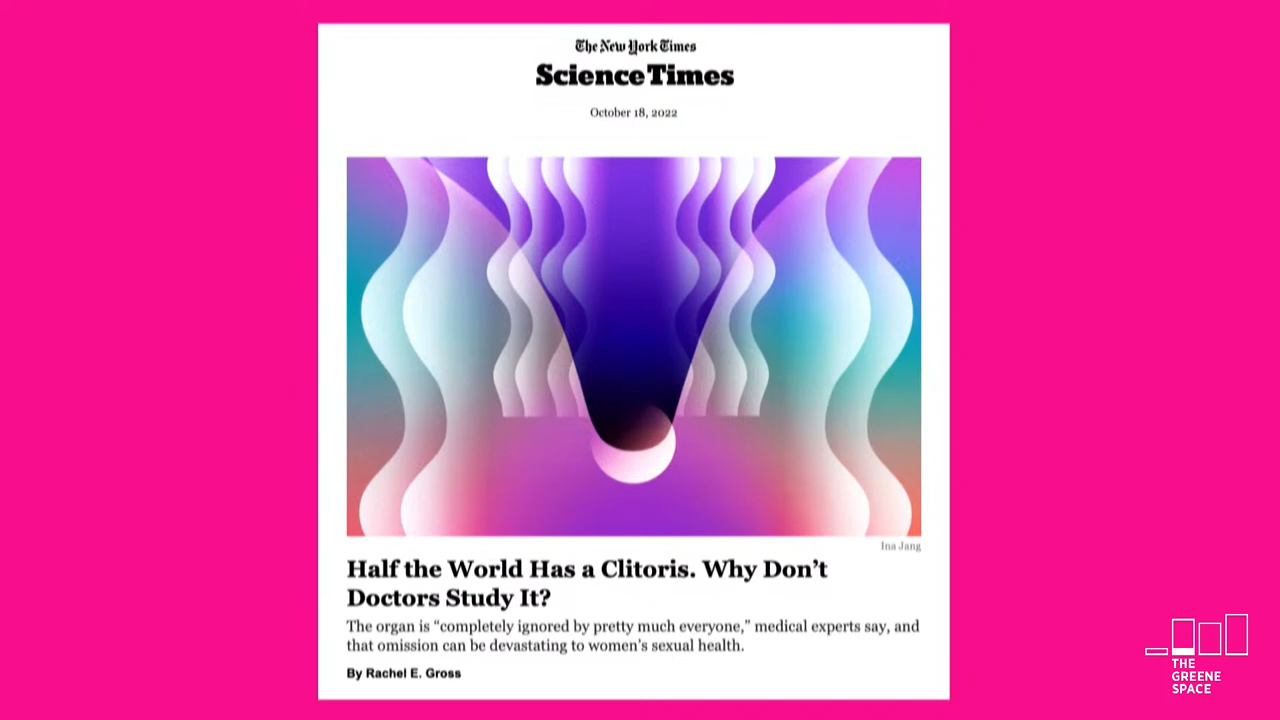 The New York Times
Science Times
October 18, 2022
Ina Jang
Half the World Has a Clitoris. Why Don’t
Doctors Study It?
The organ is “completely ignored by pretty much everyone,” medical experts say, and
that omission can be devastating to women’s sexual health.
By Rachel E. Gross
THE
GREENE
SPACE